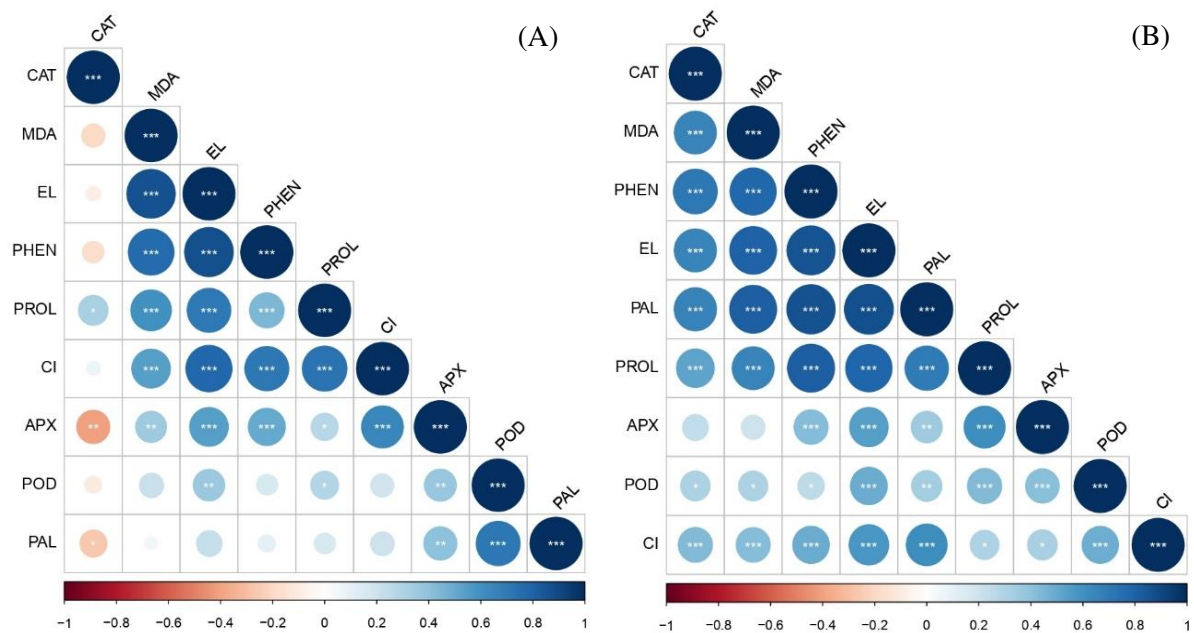 (A)
CAT
CAT ***
MDA
MDA ***
EL
EL *** ***
PHEN
PHEN *** *** ***
PROL
PROL * *** *** *** ***
CI
CI *** *** *** *** ***
APX
APX ** ** *** *** * *** ***
POD
POD ** * ** ***
PAL
PAL * ** *** ***
−1 −0.8 −0.6 −0.4 −0.2 0 0.2 0.4 0.6 0.8 1
(B)
CAT
CAT ***
MDA
MDA *** ***
PHEN
PHEN *** *** ***
EL
EL *** *** *** ***
PAL
PAL *** *** *** *** ***
PROL
PROL *** *** *** *** *** ***
APX
APX *** *** ** *** ***
POD
POD * * * *** ** *** *** ***
CI
CI *** *** *** *** *** * * *** ***
−1 −0.8 −0.6 −0.4 −0.2 0 0.2 0.4 0.6 0.8 1